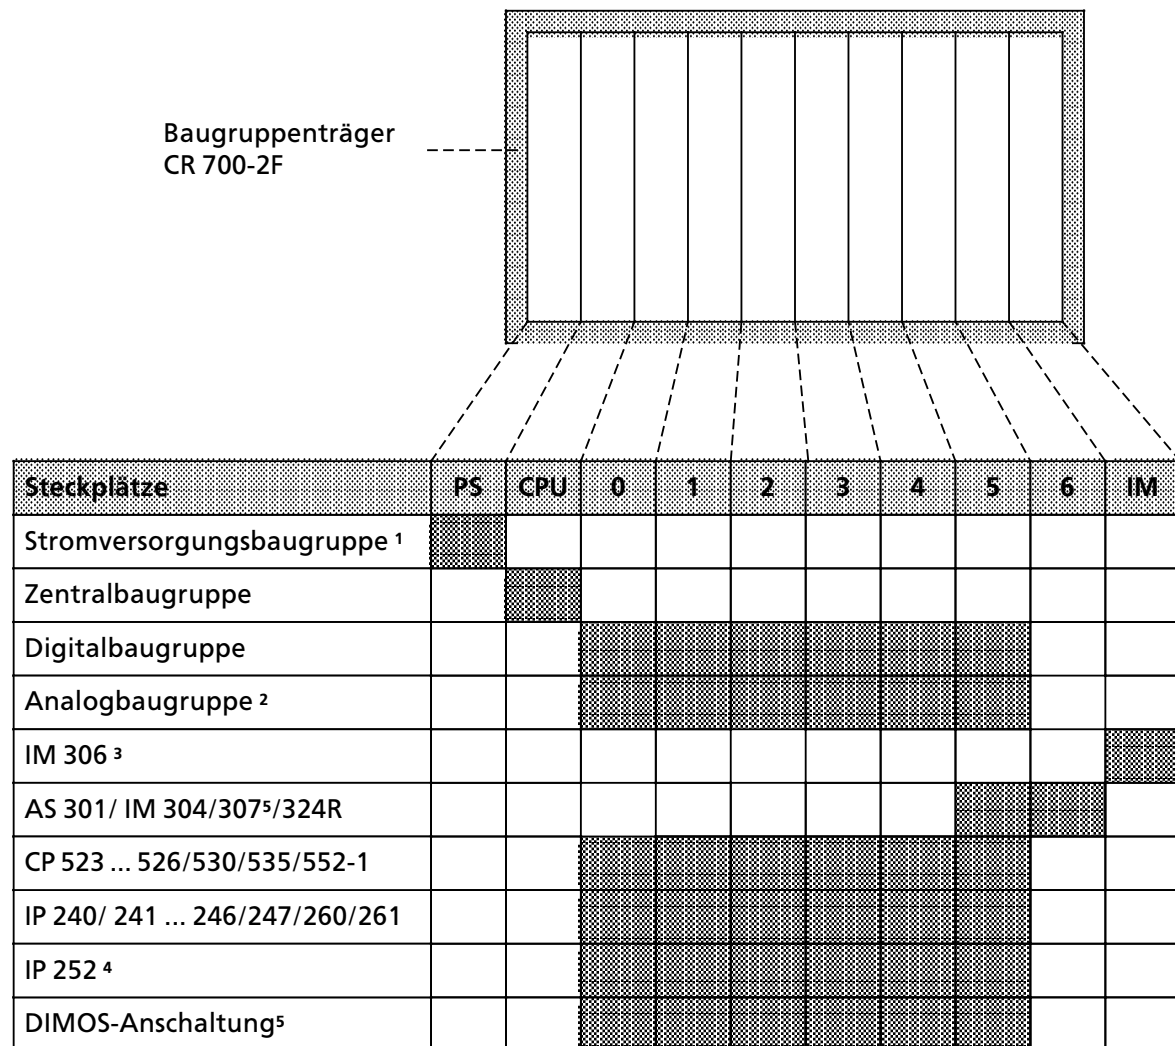 Baugruppenträger
CR 700-2F
Steckplätze PS CPU 0 1 2 3 4 5 6 IM
Stromversorgungsbaugruppe 1
Zentralbaugruppe
Digitalbaugruppe
Analogbaugruppe 2
IM 306 3
AS 301/ IM 304/307⁵/324R
CP 523 ... 526/530/535/552-1
IP 240/ 241 ... 246/247/260/261
IP 252 4
DIMOS-Anschaltung⁵